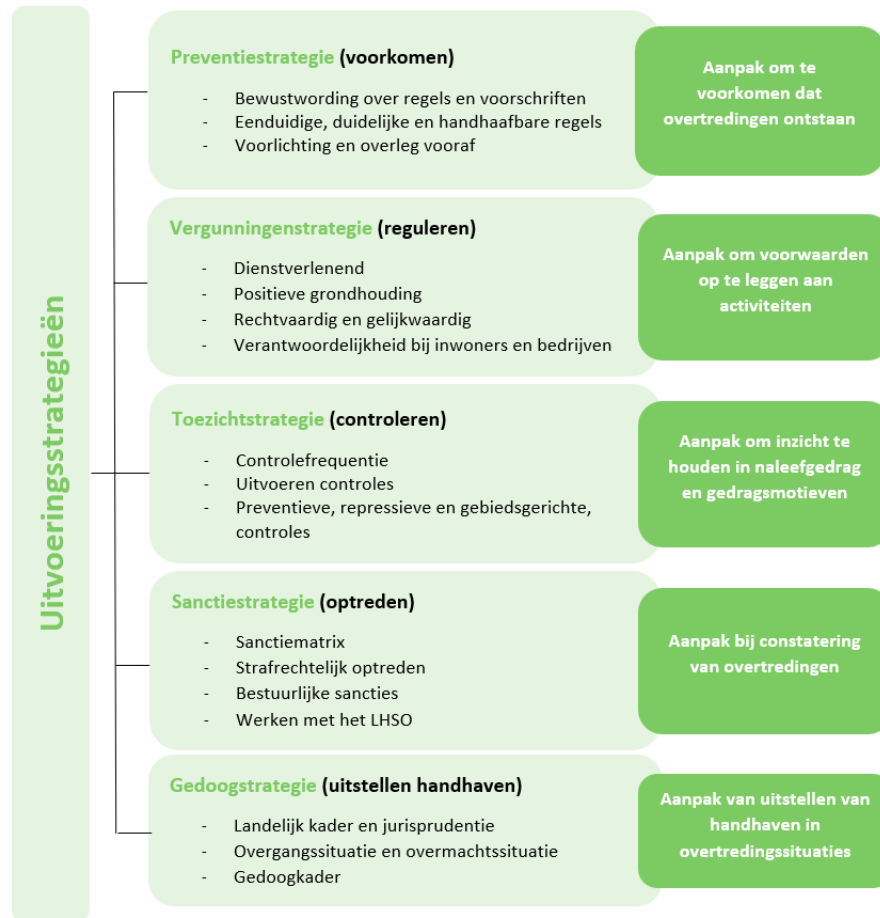 Uitvoeringsstrategieën
Preventiestrategie (voorkomen)
- Bewustwording over regels en voorschriften
- Eenduidige, duidelijke en handhaafbare regels
- Voorlichting en overleg vooraf
Aanpak om te
voorkomen dat
overtredingen ontstaan
Vergunningenstrategie (reguleren)
- Dienstverlenend
- Positieve grondhouding
- Rechtvaardig en gelijkwaardig
- Verantwoordelijkheid bij inwoners en bedrijven
Aanpak om voorwaarden
op te leggen aan
activiteiten
Toezichtstrategie (controleren)
- Controlefrequentie
- Uitvoeren controles
- Preventieve, repressieve en gebiedsgerichte,
controles
Aanpak om inzicht te
houden in naleefgedrag
en gedragsmotieven
Sanctiestrategie (optreden)
- Sanctiematrix
- Strafrechtelijk optreden
- Bestuurlijke sancties
- Werken met het LHSO
Aanpak bij constatering
van overtredingen
Gedoogstrategie (uitstellen handhaven)
- Landelijk kader en jurisprudentie
- Overgangssituatie en overmachtssituatie
- Gedoogkader
Aanpak van uitstellen van
handhaven in
overtredingssituaties